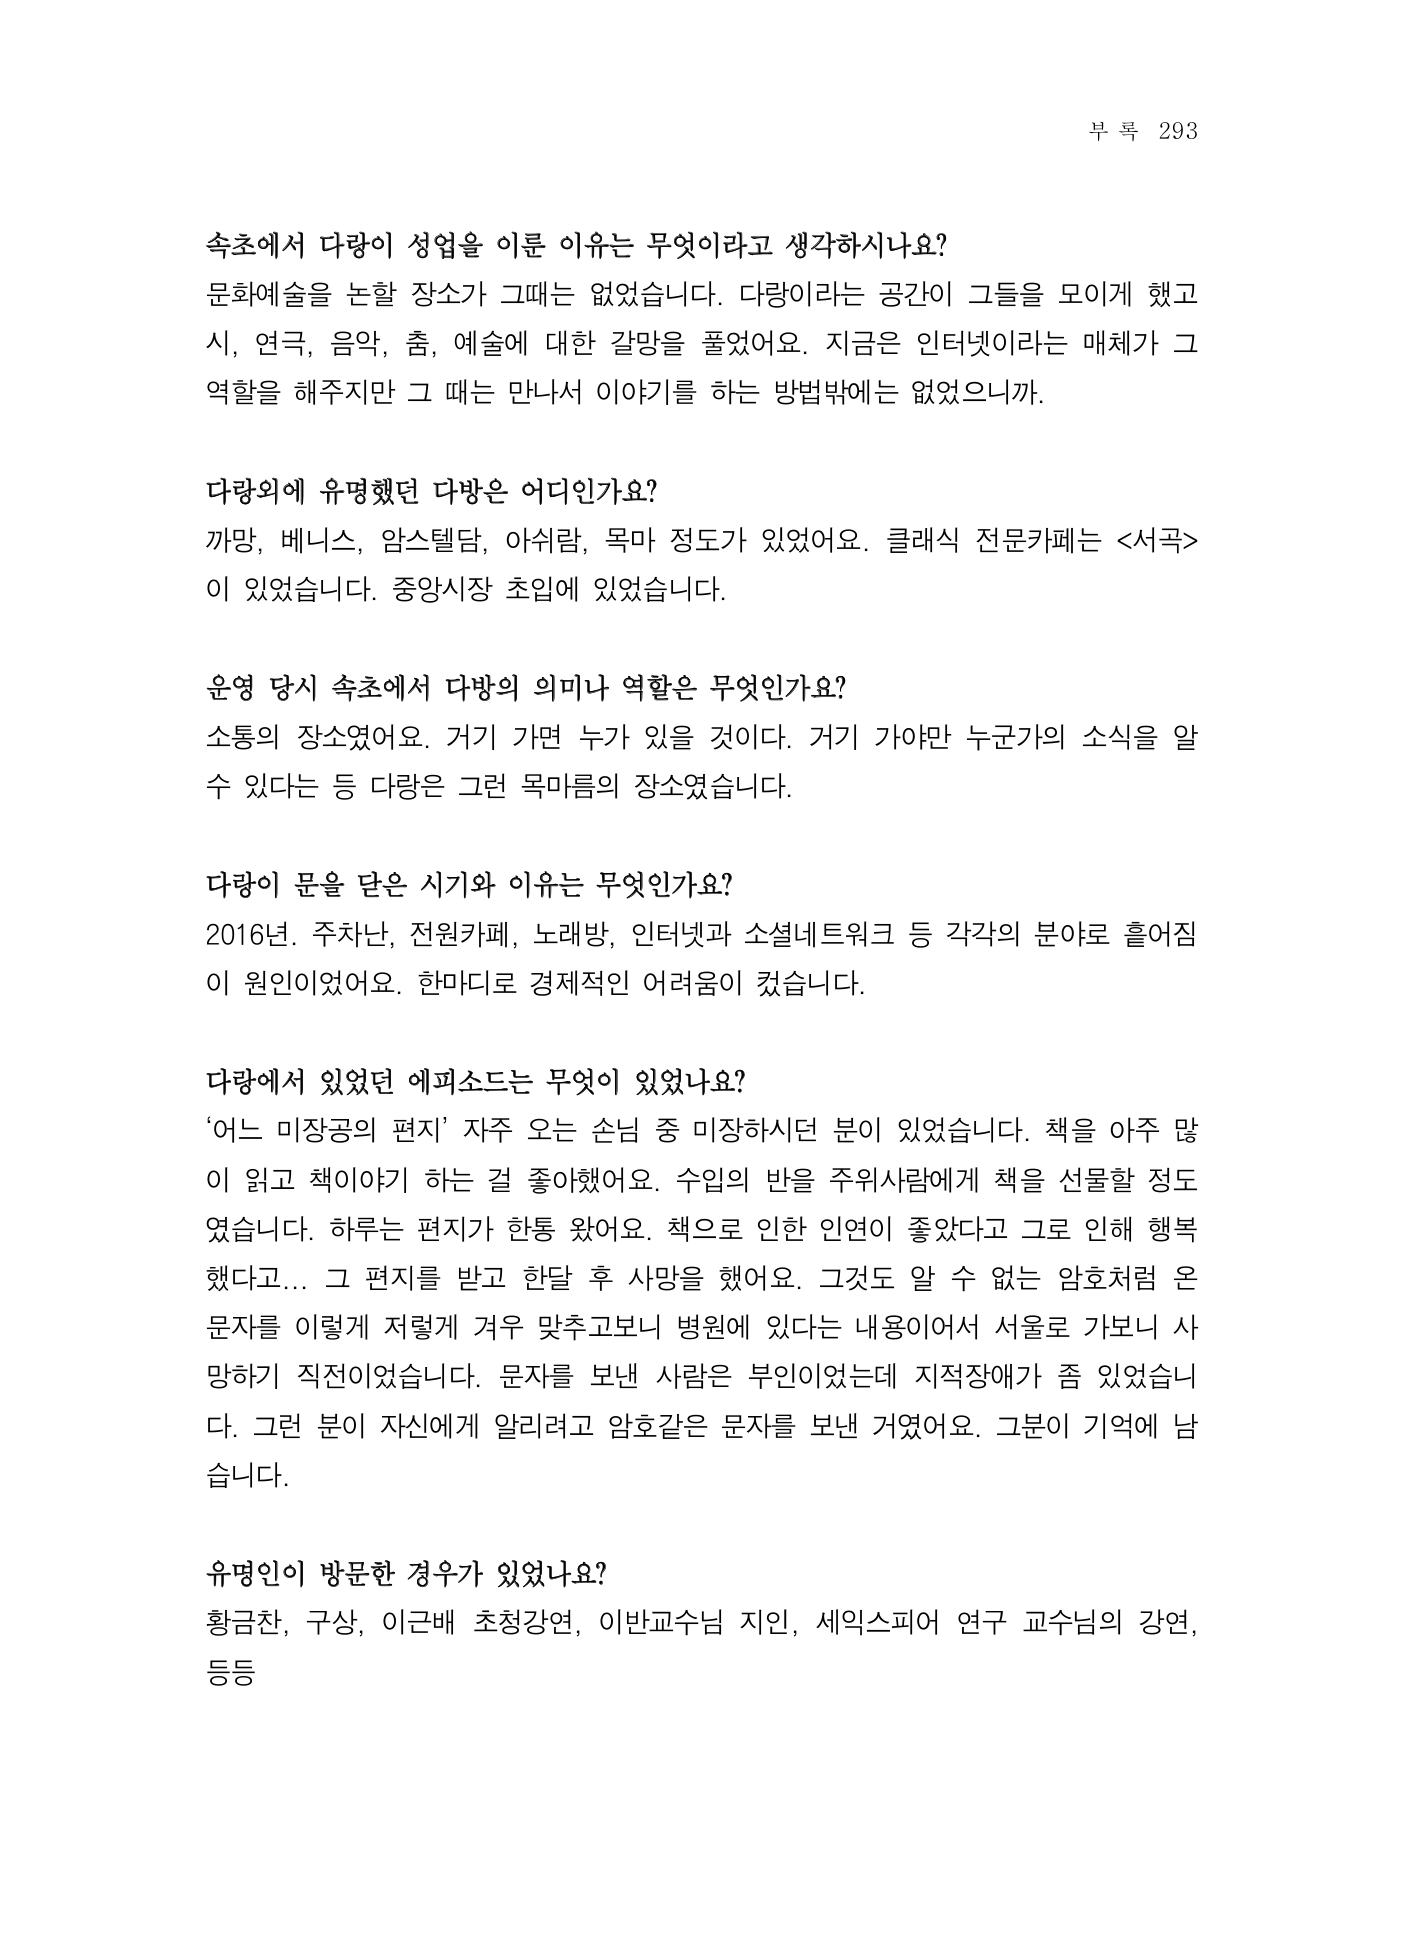 부 록 293
속초에서 다랑이 성업을 이룬 이유는 무엇이라고 생각하시나요?
문화예술을 논할 장소가 그때는 없었습니다. 다랑이라는 공간이 그들을 모이게 했고
시, 연극, 음악, 춤, 예술에 대한 갈망을 풀었어요. 지금은 인터넷이라는 매체가 그
역할을 해주지만 그 때는 만나서 이야기를 하는 방법밖에는 없었으니까.
다랑외에 유명했던 다방은 어디인가요?
까망, 베니스, 암스텔담, 아쉬람, 목마 정도가 있었어요. 클래식 전문카페는 <서곡>
이 있었습니다. 중앙시장 초입에 있었습니다.
운영 당시 속초에서 다방의 의미나 역할은 무엇인가요?
소통의 장소였어요. 거기 가면 누가 있을 것이다. 거기 가야만 누군가의 소식을 알
수 있다는 등 다랑은 그런 목마름의 장소였습니다.
다랑이 문을 닫은 시기와 이유는 무엇인가요?
2016년. 주차난, 전원카페, 노래방, 인터넷과 소셜네트워크 등 각각의 분야로 흩어짐
이 원인이었어요. 한마디로 경제적인 어려움이 컸습니다.
다랑에서 있었던 에피소드는 무엇이 있었나요?
‘어느 미장공의 편지’ 자주 오는 손님 중 미장하시던 분이 있었습니다. 책을 아주 많
이 읽고 책이야기 하는 걸 좋아했어요. 수입의 반을 주위사람에게 책을 선물할 정도
였습니다. 하루는 편지가 한통 왔어요. 책으로 인한 인연이 좋았다고 그로 인해 행복
했다고... 그 편지를 받고 한달 후 사망을 했어요. 그것도 알 수 없는 암호처럼 온
문자를 이렇게 저렇게 겨우 맞추고보니 병원에 있다는 내용이어서 서울로 가보니 사
망하기 직전이었습니다. 문자를 보낸 사람은 부인이었는데 지적장애가 좀 있었습니
다. 그런 분이 자신에게 알리려고 암호같은 문자를 보낸 거였어요. 그분이 기억에 남
습니다.
유명인이 방문한 경우가 있었나요?
황금찬, 구상, 이근배 초청강연, 이반교수님 지인, 세익스피어 연구 교수님의 강연,
등등